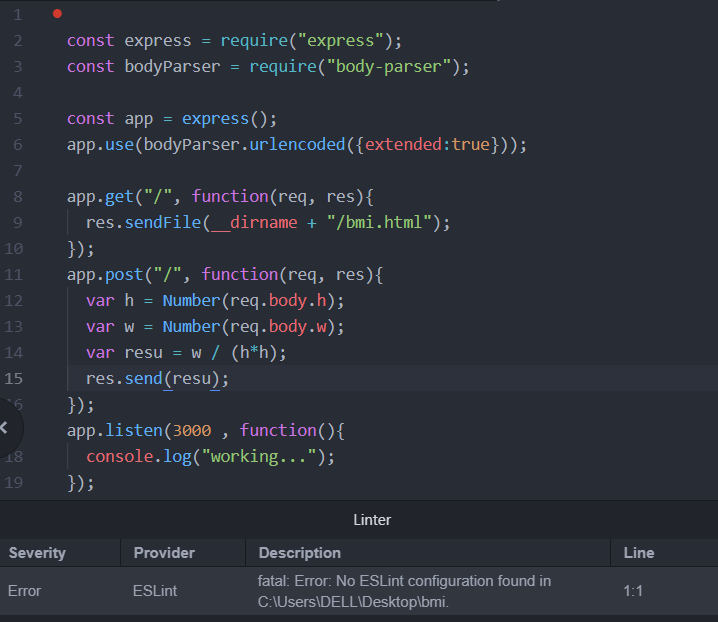 1
2 const express = require("express");
3 const bodyParser = require("body-parser");
4
5 const app = express();
6 app.use(bodyParser.urlencoded({extended:true}));
7
8 app.get("/", function(req, res){
9 res.sendFile(__dirname + "/bmi.html");
10 });
11 app.post("/", function(req, res){
12 var h = Number(req.body.h);
13 var w = Number(req.body.w);
14 var resu = w / (h*h);
15 res.send(resu);
16 });
app.listen(3000 , function(){
18 console.log("working...");
19 });
Linter
Severity Provider Description Line
Error ESLint fatal: Error: No ESLint configuration found in 1:1
C:\Users\DELL\Desktop\bmi.